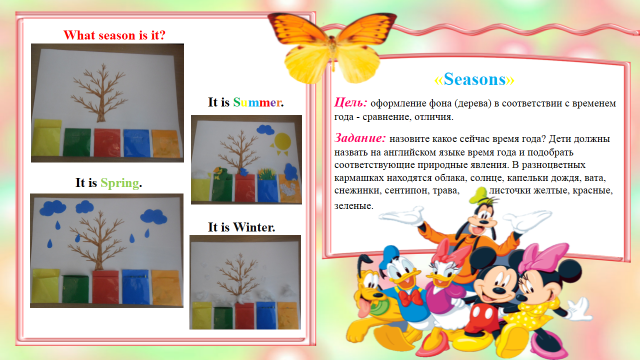 What season is it?
It is Summer.
It is Spring.
It is Winter.
«Seasons»
Цель: оформление фона (дерева) в соответствии с временем
года - сравнение, отличия.
Задание: назовите какое сейчас время года? Дети должны
назвать на английском языке время года и подобрать
соответствующие природные явления. В разноцветных
кармашках находятся облака, солнце, капельки дождя, вата,
снежинки, сентипон, трава, листочки желтые, красные,
зеленые.